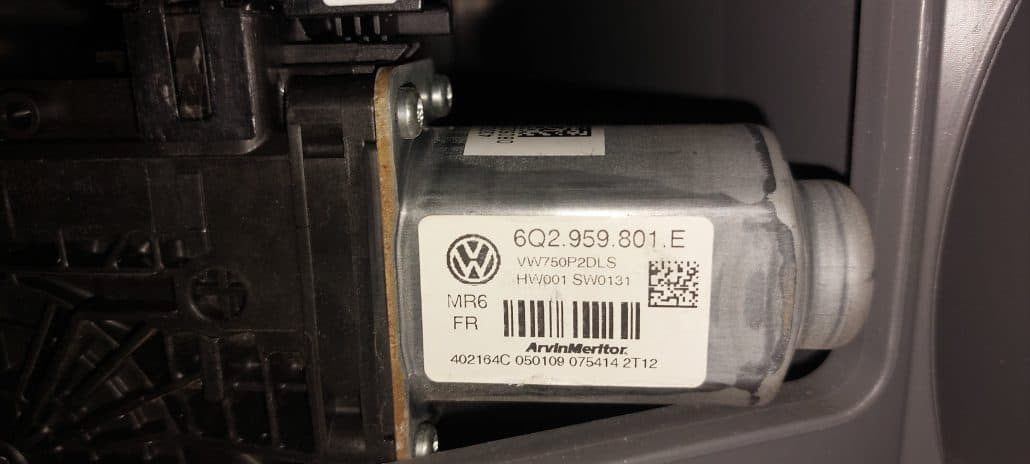 6Q2.959.801.E
VW750P2DLS
HW001 SW0131
MR6
FR
ArvinMeritor.
402164C 050109 075414 2T12